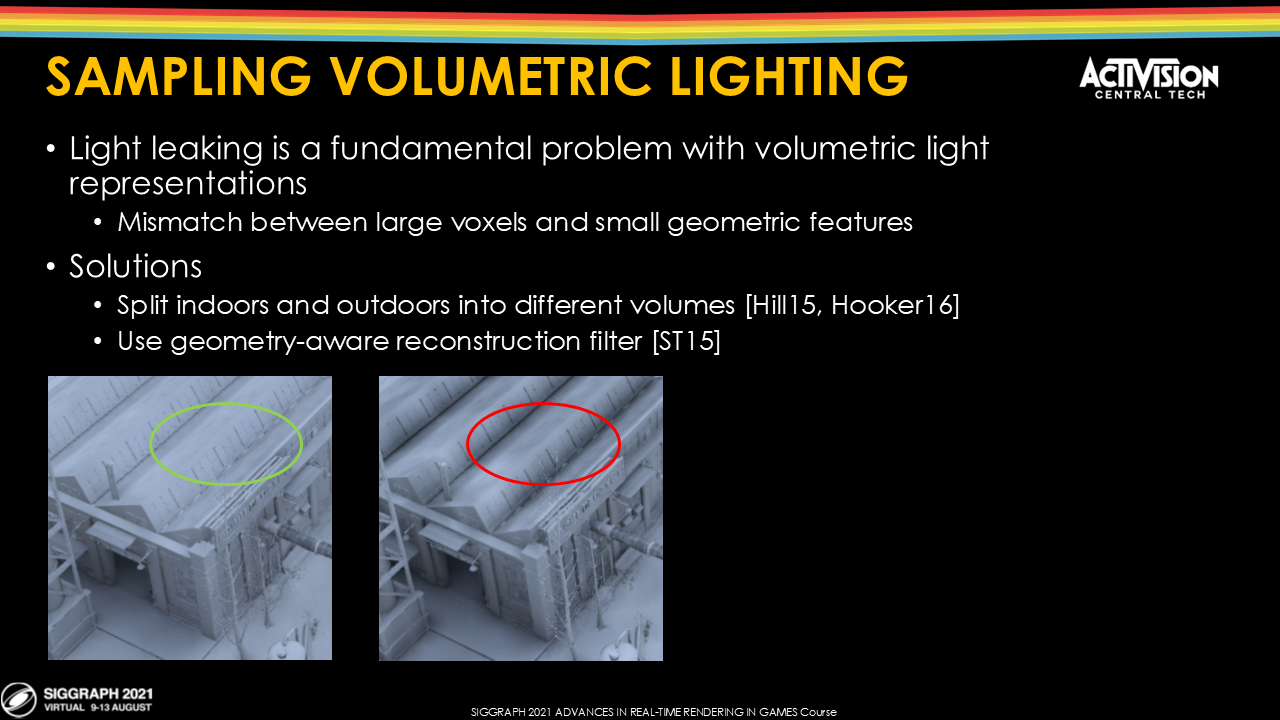 SAMPLING VOLUMETRIC LIGHTING
ACTIVISION
CENTRAL TECH
• Light leaking is a fundamental problem with volumetric light
representations
• Mismatch between large voxels and small geometric features
• Solutions
• Split indoors and outdoors into different volumes [Hill15, Hooker16]
• Use geometry-aware reconstruction filter [ST15]
SIGGRAPH 2021
VIRTUAL 9-13 AUGUST
SIGGRAPH 2021 ADVANCES IN REAL-TIME RENDERING IN GAMES Course